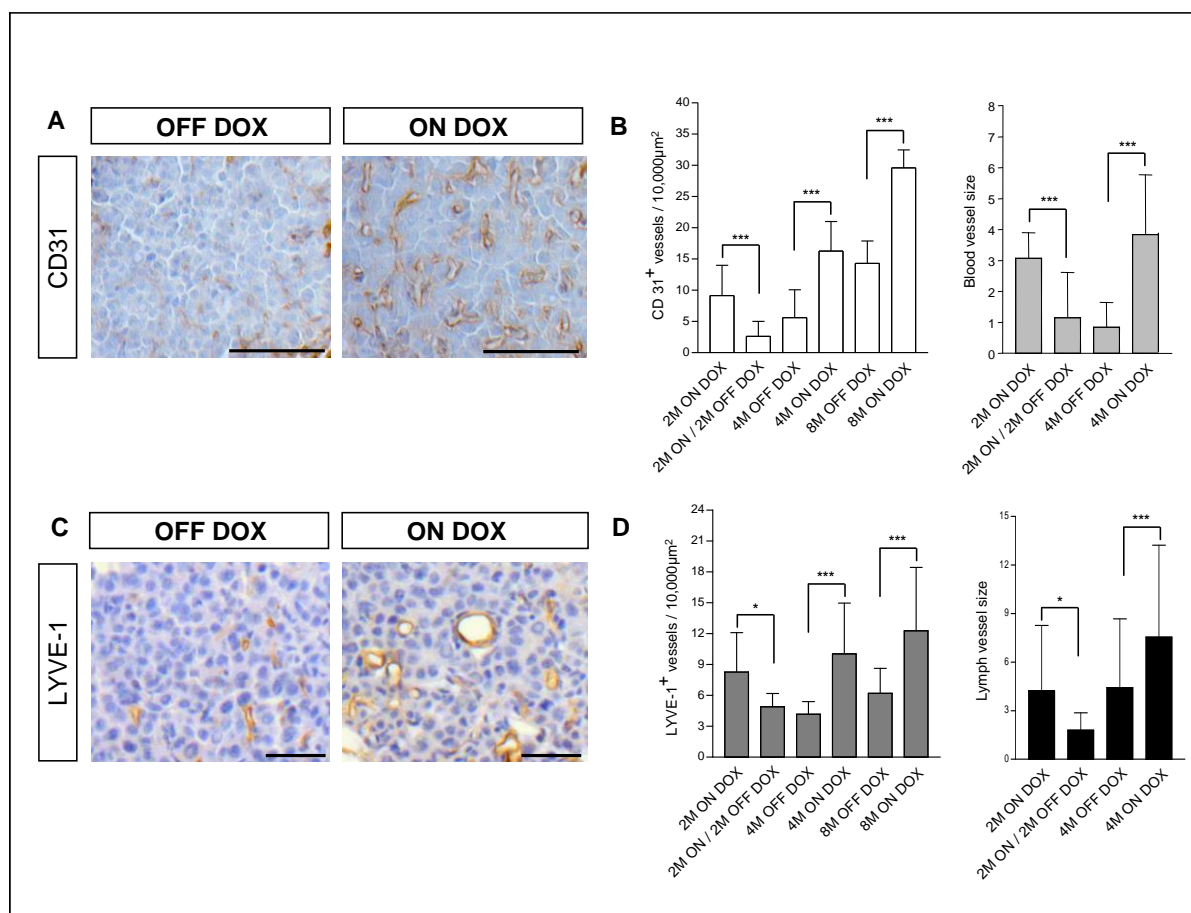 A
OFF DOX
ON DOX
CD31
B
CD 31+ vessels / 10,000µm²
40
35
30
25
20
15
10
5
0
***
***
***
2M ON DOX
2M ON / 2M OFF DOX
4M OFF DOX
4M ON DOX
8M OFF DOX
8M ON DOX
Blood vessel size
8
7
6
5
4
3
2
1
0
***
***
2M ON DOX
2M ON / 2M OFF DOX
4M OFF DOX
4M ON DOX
C
OFF DOX
ON DOX
LYVE-1
D
LYVE-1+ vessels / 10,000µm²
24
21
18
15
12
9
6
3
0
*
***
***
2M ON DOX
2M ON / 2M OFF DOX
4M OFF DOX
4M ON DOX
8M OFF DOX
8M ON DOX
Lymph vessel size
15
12
9
6
3
0
*
***
2M ON DOX
2M ON / 2M OFF DOX
4M OFF DOX
4M ON DOX